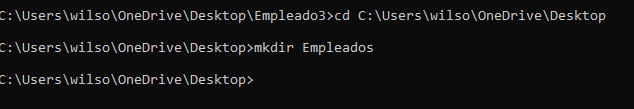 C:\Users\wilso\OneDrive\Desktop\Empleado3>cd C:\Users\wilso\OneDrive\Desktop
C:\Users\wilso\OneDrive\Desktop>mkdir Empleados
C:\Users\wilso\OneDrive\Desktop>